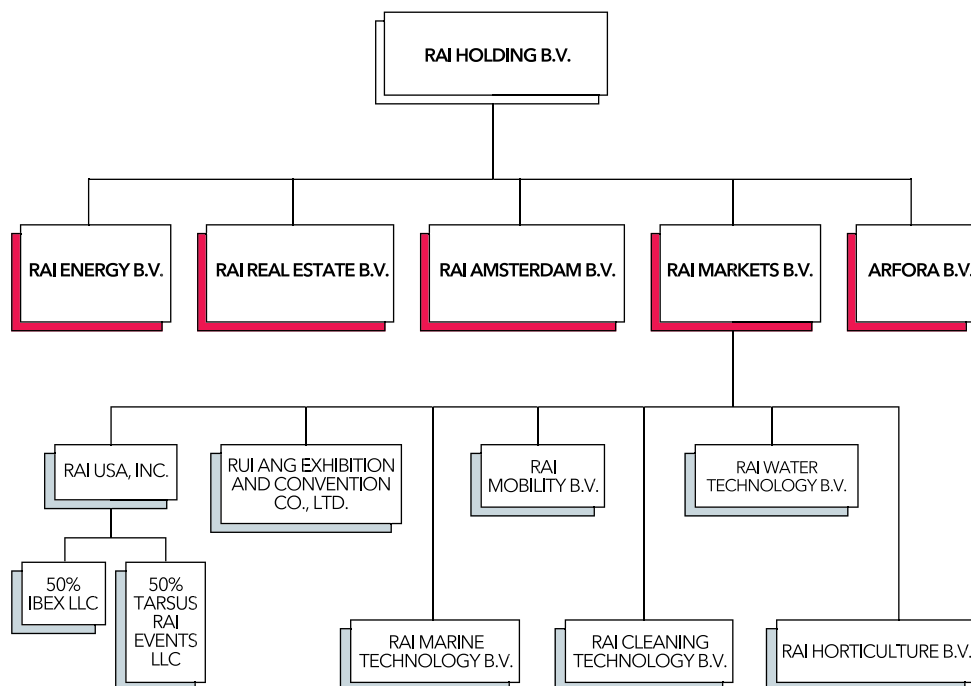 RAI HOLDING B.V.
RAI ENERGY B.V.
RAI REAL ESTATE B.V.
RAI AMSTERDAM B.V.
RAI MARKETS B.V.
ARFORA B.V.
RAI USA, INC.
RUI ANG EXHIBITION
AND CONVENTION
CO., LTD.
RAI
MOBILITY B.V.
RAI WATER
TECHNOLOGY B.V.
50%
IBEX LLC
50%
TARSUS
RAI
EVENTS
LLC
RAI MARINE
TECHNOLOGY B.V.
RAI CLEANING
TECHNOLOGY B.V.
RAI HORTICULTURE B.V.